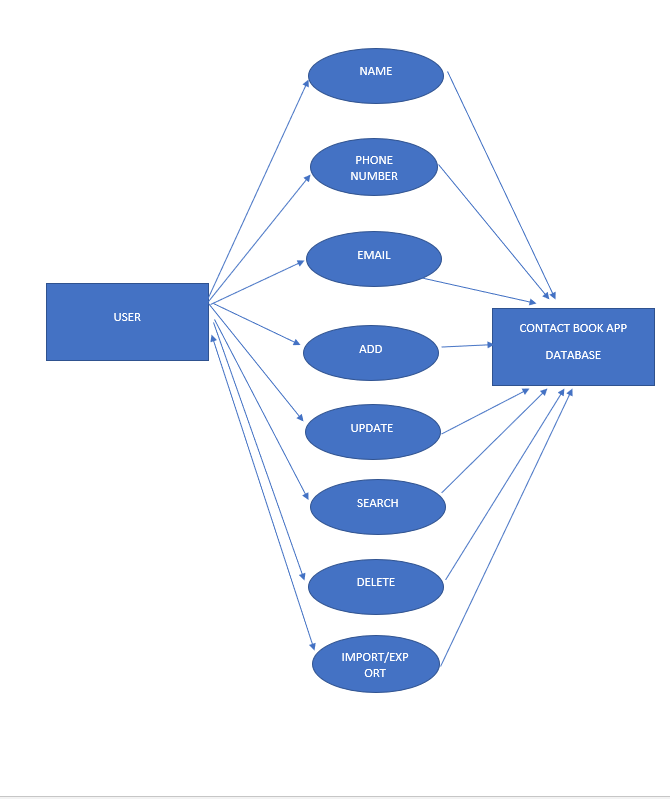 NAME
PHONE
NUMBER
EMAIL
USER
CONTACT BOOK APP
DATABASE
ADD
UPDATE
SEARCH
DELETE
IMPORT/EXP
ORT